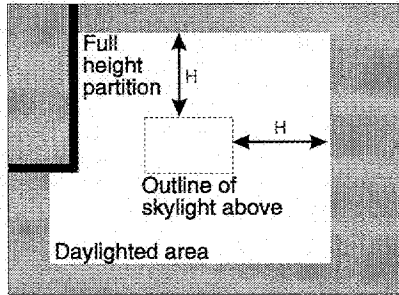 Full
height
partition
H
H
Outline of
skylight above
Daylighted area